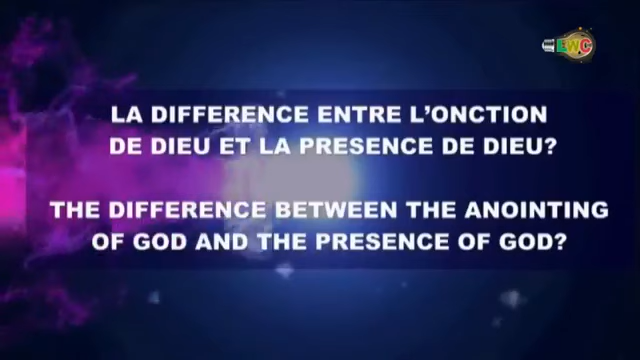 EWC
LA DIFFERENCE ENTRE L'ONCTION
DE DIEU ET LA PRESENCE DE DIEU?
THE DIFFERENCE BETWEEN THE ANOINTING
OF GOD AND THE PRESENCE OF GOD?